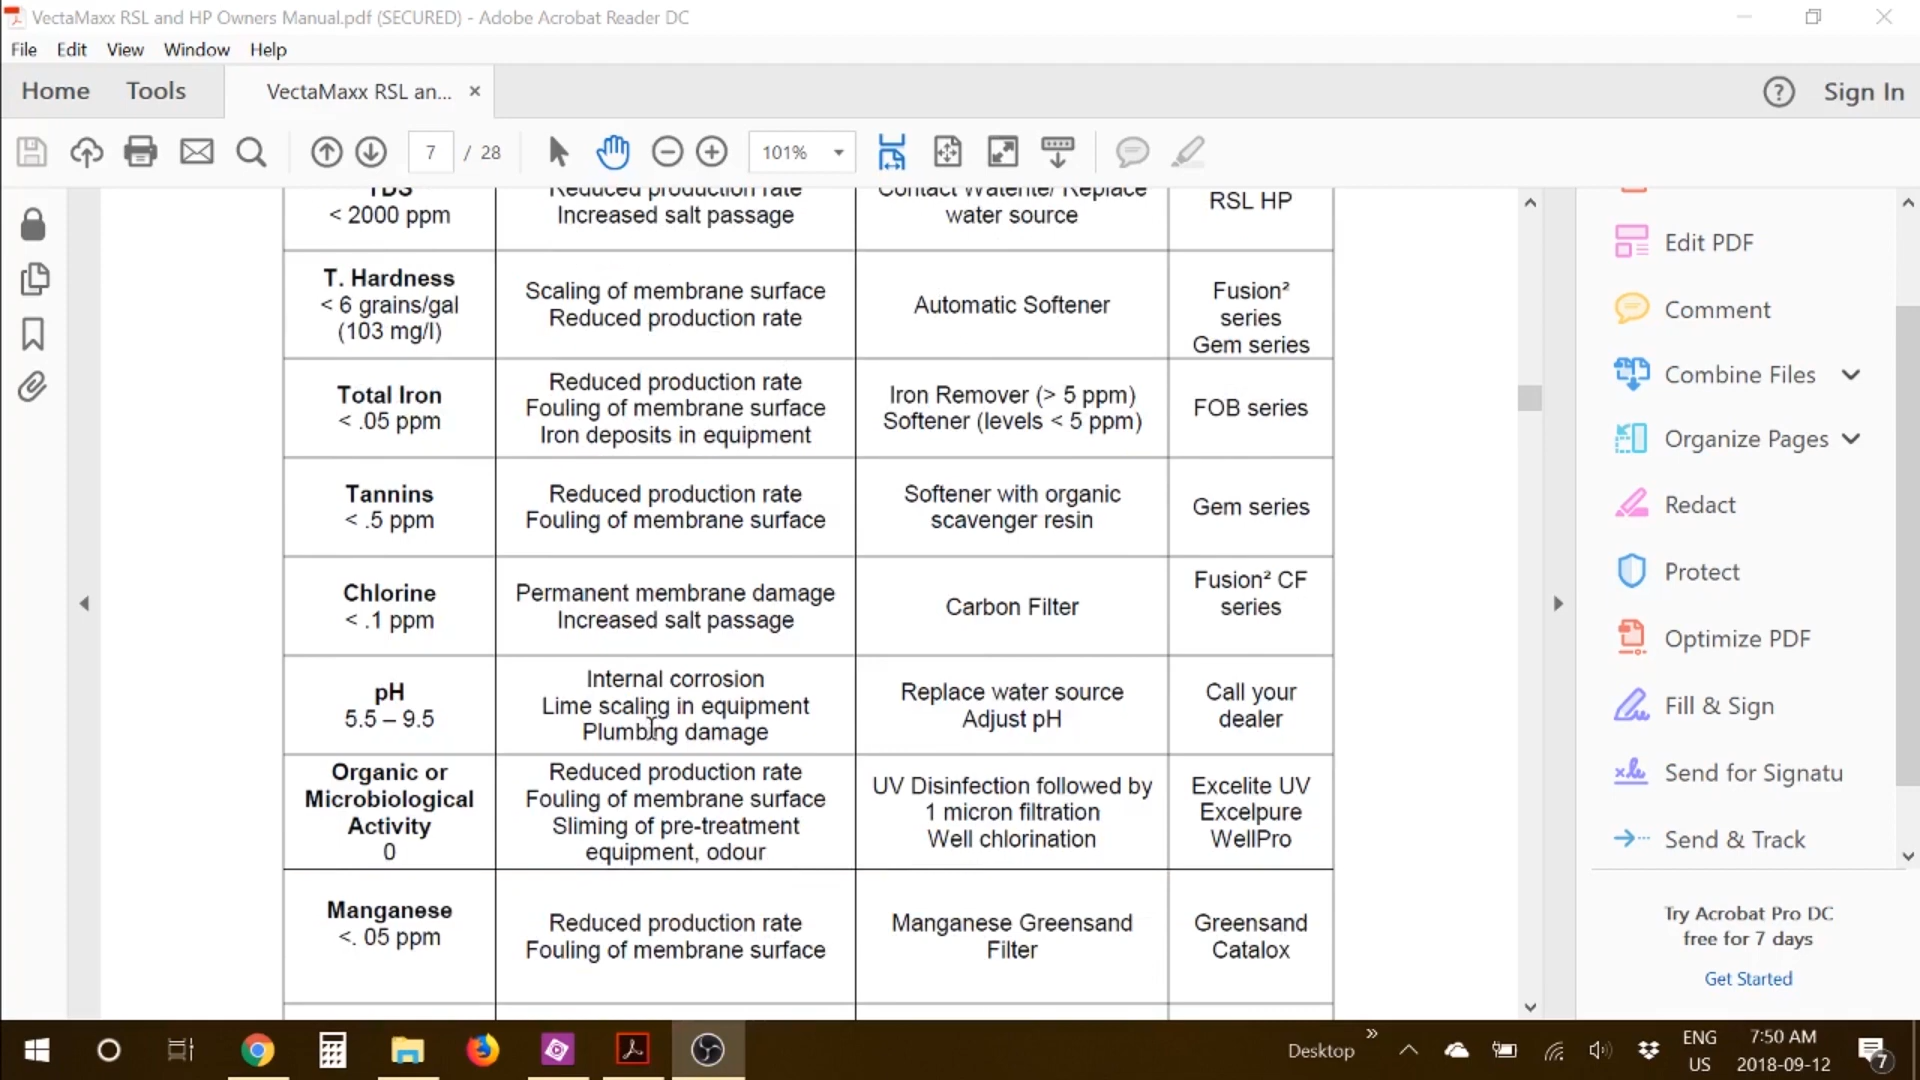 VectaMaxx RSL and HP Owners Manual.pdf (SECURED) - Adobe Acrobat Reader DC
File Edit View Window Help
Home Tools VectaMaxx RSL an... × Sign In
7 / 28 101%
TDS
< 2000 ppm
Reduced production rate
Increased salt passage
Contact Waterite/ Replace
water source
RSL HP
T. Hardness
< 6 grains/gal
(103 mg/l)
Scaling of membrane surface
Reduced production rate
Automatic Softener
Fusion²
series
Gem series
Total Iron
< .05 ppm
Reduced production rate
Fouling of membrane surface
Iron deposits in equipment
Iron Remover (> 5 ppm)
Softener (levels < 5 ppm)
FOB series
Tannins
< .5 ppm
Reduced production rate
Fouling of membrane surface
Softener with organic
scavenger resin
Gem series
Chlorine
< .1 ppm
Permanent membrane damage
Increased salt passage
Carbon Filter
Fusion² CF
series
pH
5.5 – 9.5
Internal corrosion
Lime scaling in equipment
Plumbing damage
Replace water source
Adjust pH
Call your
dealer
Organic or
Microbiological
Activity
0
Reduced production rate
Fouling of membrane surface
Sliming of pre-treatment
equipment, odour
UV Disinfection followed by
1 micron filtration
Well chlorination
Excelite UV
Excelpure
WellPro
Manganese
<. 05 ppm
Reduced production rate
Fouling of membrane surface
Manganese Greensand
Filter
Greensand
Catalox
Edit PDF
Comment
Combine Files
Organize Pages
Redact
Protect
Optimize PDF
Fill & Sign
Send for Signatu
Send & Track
Try Acrobat Pro DC
free for 7 days
Get Started
Desktop
ENG
US
7:50 AM
2018-09-12
7